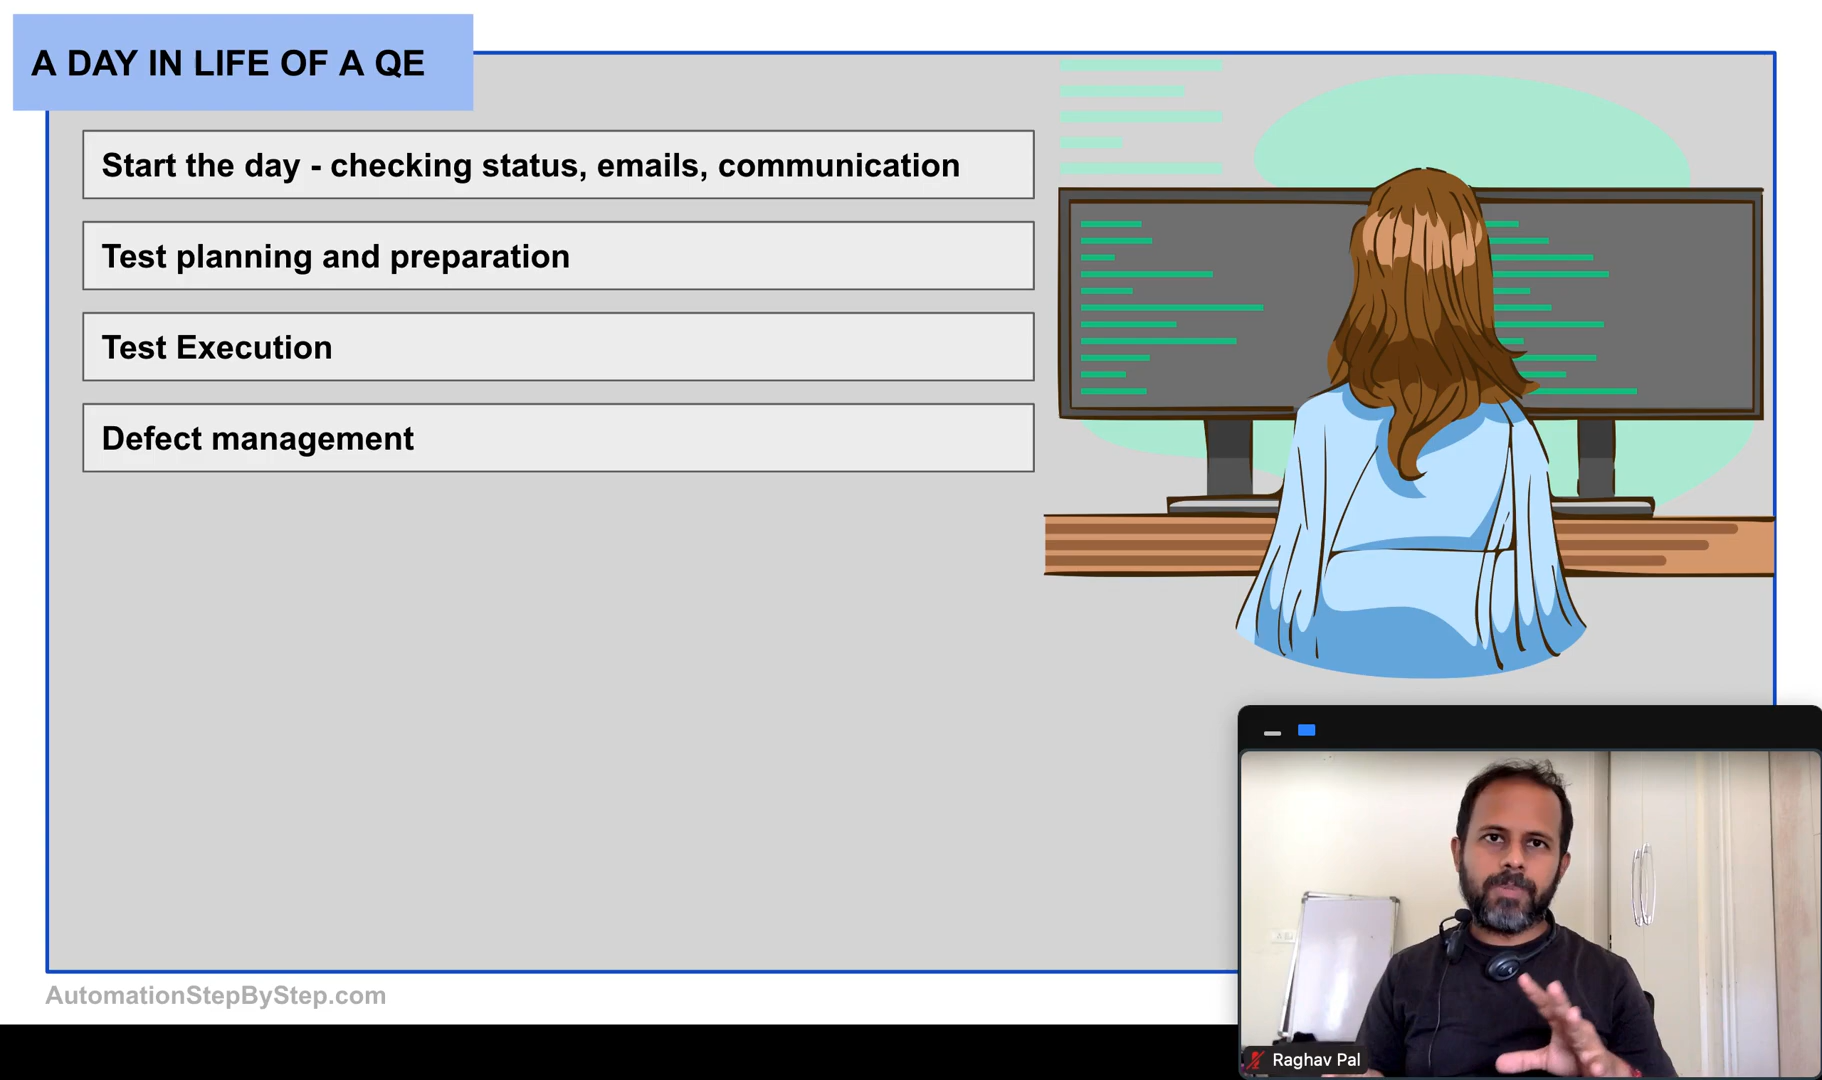 A DAY IN LIFE OF A QE
Start the day - checking status, emails, communication
Test planning and preparation
Test Execution
Defect management
AutomationStepByStep.com
Raghav Pal